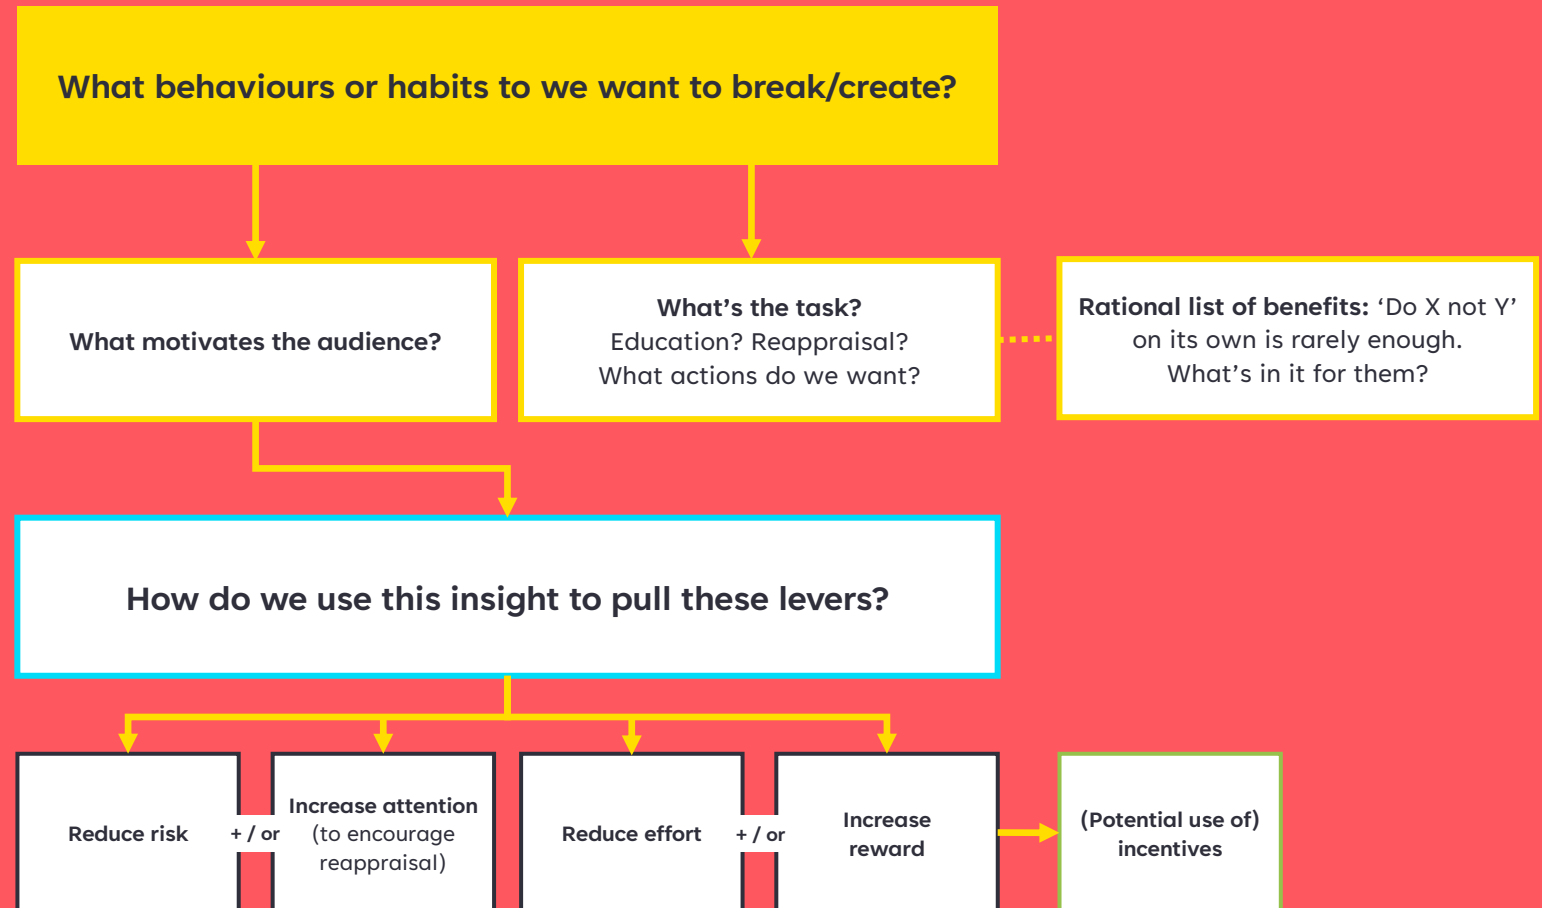 What behaviours or habits to we want to break/create?
What motivates the audience?
What’s the task?
Education? Reappraisal?
What actions do we want?
Rational list of benefits: ‘Do X not Y’
on its own is rarely enough.
What’s in it for them?
How do we use this insight to pull these levers?
Reduce risk
+ / or
Increase attention
(to encourage
reappraisal)
Reduce effort
+ / or
Increase
reward
(Potential use of)
incentives